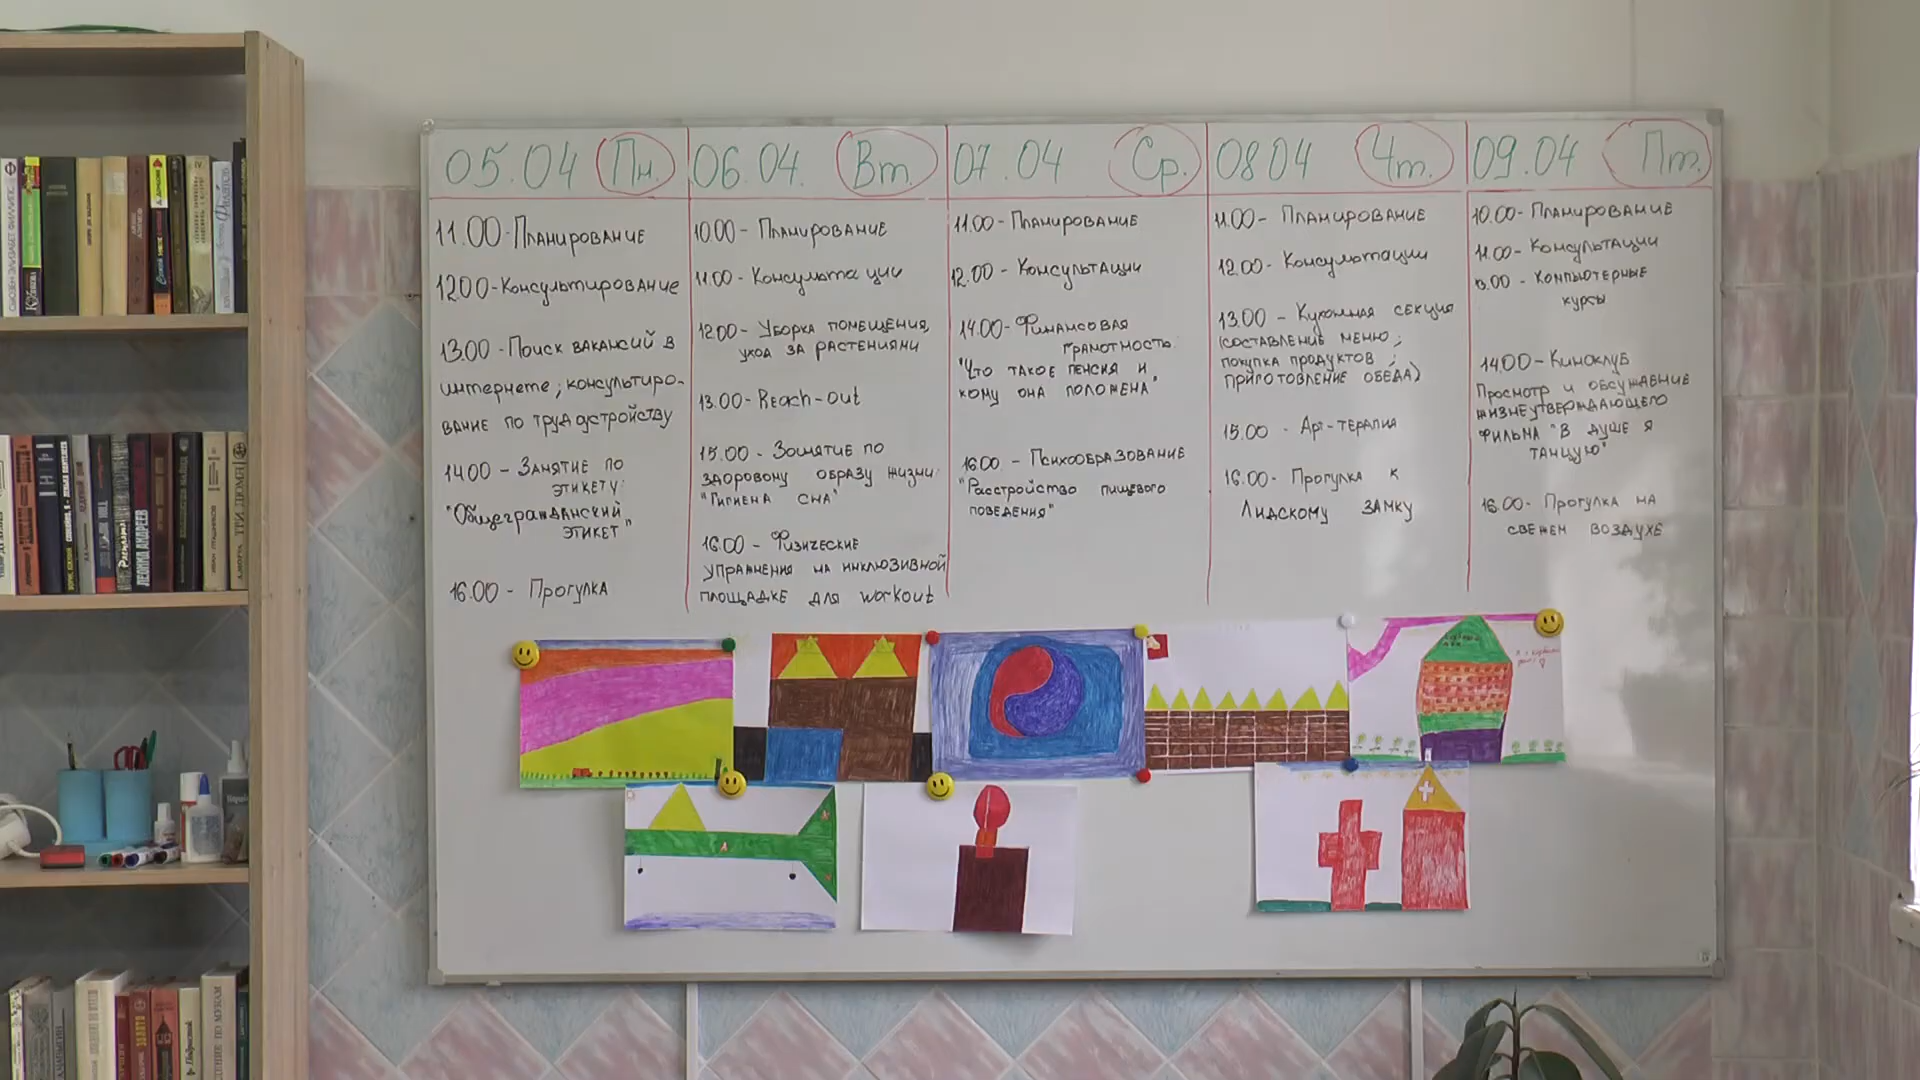 05.04 Пн.
11.00-Планирование
12.00-Консультирование
13.00-Поиск вакансий в
интернете; консультиро-
вание по трудоустройству
14.00 - Занятие по
этикету:
"Общегражданский
этикет"
16.00 - Прогулка
06.04. Вт.
10.00 - Планирование
11.00 - Консультации
12.00 - Уборка помещения,
уход за растениями
13.00 - Reach-out
15.00 - Занятие по
здоровому образу жизни:
"Гигиена сна"
16.00 - Физические
упражнения на инклюзивной
площадке для workout
07.04 Ср.
11.00 - Планирование
12.00 - Консультации
14.00 - Финансовая
грамотность:
"Что такое пенсия и
кому она положена"
16.00 - Психообразование
"Расстройство пищевого
поведения"
08 04 Чт.
11.00 - Планирование
12.00 - Консультации
13.00 - Кухонная секция
(составление меню;
покупка продуктов;
приготовление обеда)
15.00 - Арт-терапия
16.00 - Прогулка к
Лидскому замку
09.04 Пт.
10.00 - Планирование
11.00 - Консультации
- Компьютерные
курсы
14.00 - Киноклуб
Просмотр и обсуждение
жизнеутверждающего
фильма "В душе я
танцую"
16.00 - Прогулка на
свежем воздухе
ЛЕОНИД АНДРЕЕВ